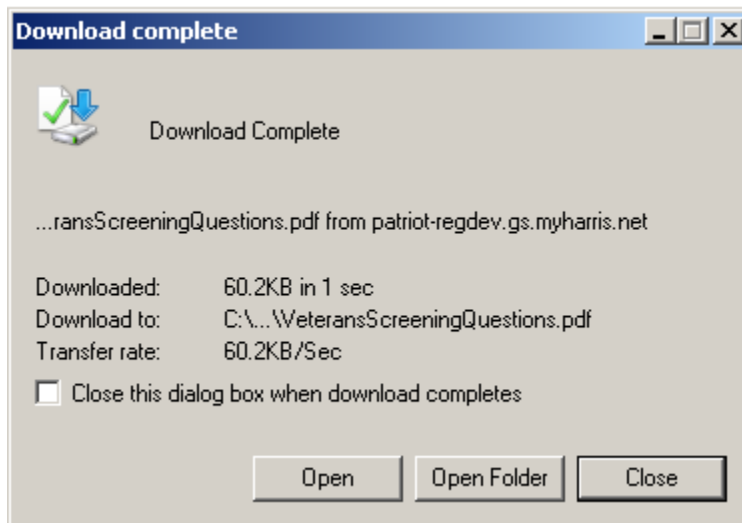 Download complete
Download Complete
...ransScreeningQuestions.pdf from patriot-regdev.gs.myharris.net
Downloaded: 60.2KB in 1 sec
Download to: C:\...\VeteransScreeningQuestions.pdf
Transfer rate: 60.2KB/Sec
Close this dialog box when download completes
Open Open Folder Close